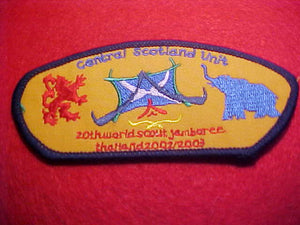 Central Scotland Unit
20th world scout jamboree
thailand 2002/2003